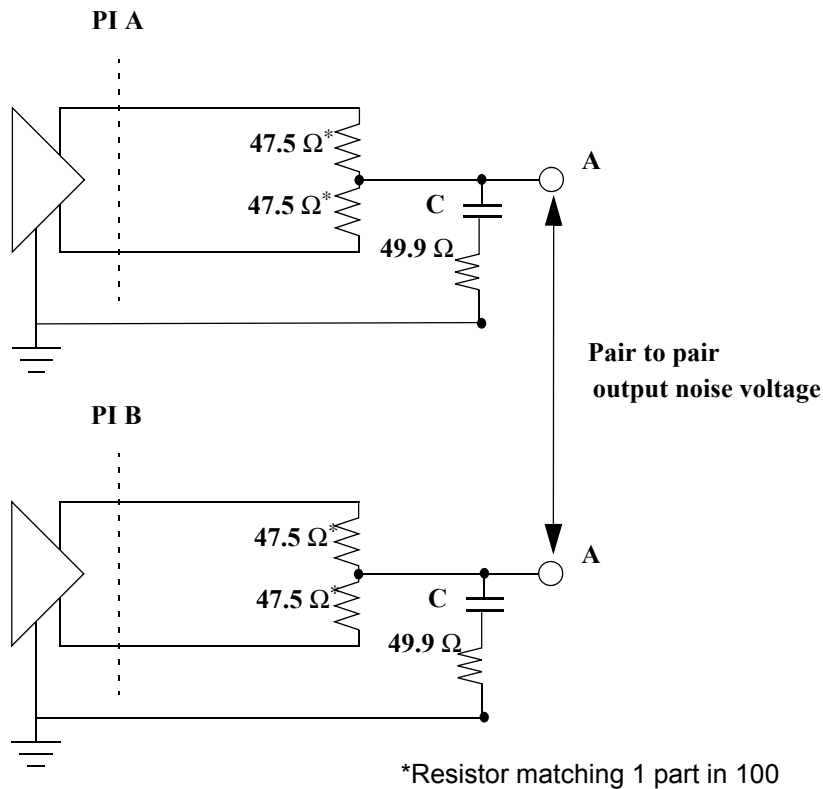 PI A
47.5 Ω*
A
47.5 Ω*
C
49.9 Ω
Pair to pair
output noise voltage
PI B
47.5 Ω*
A
47.5 Ω*
C
49.9 Ω
*Resistor matching 1 part in 100